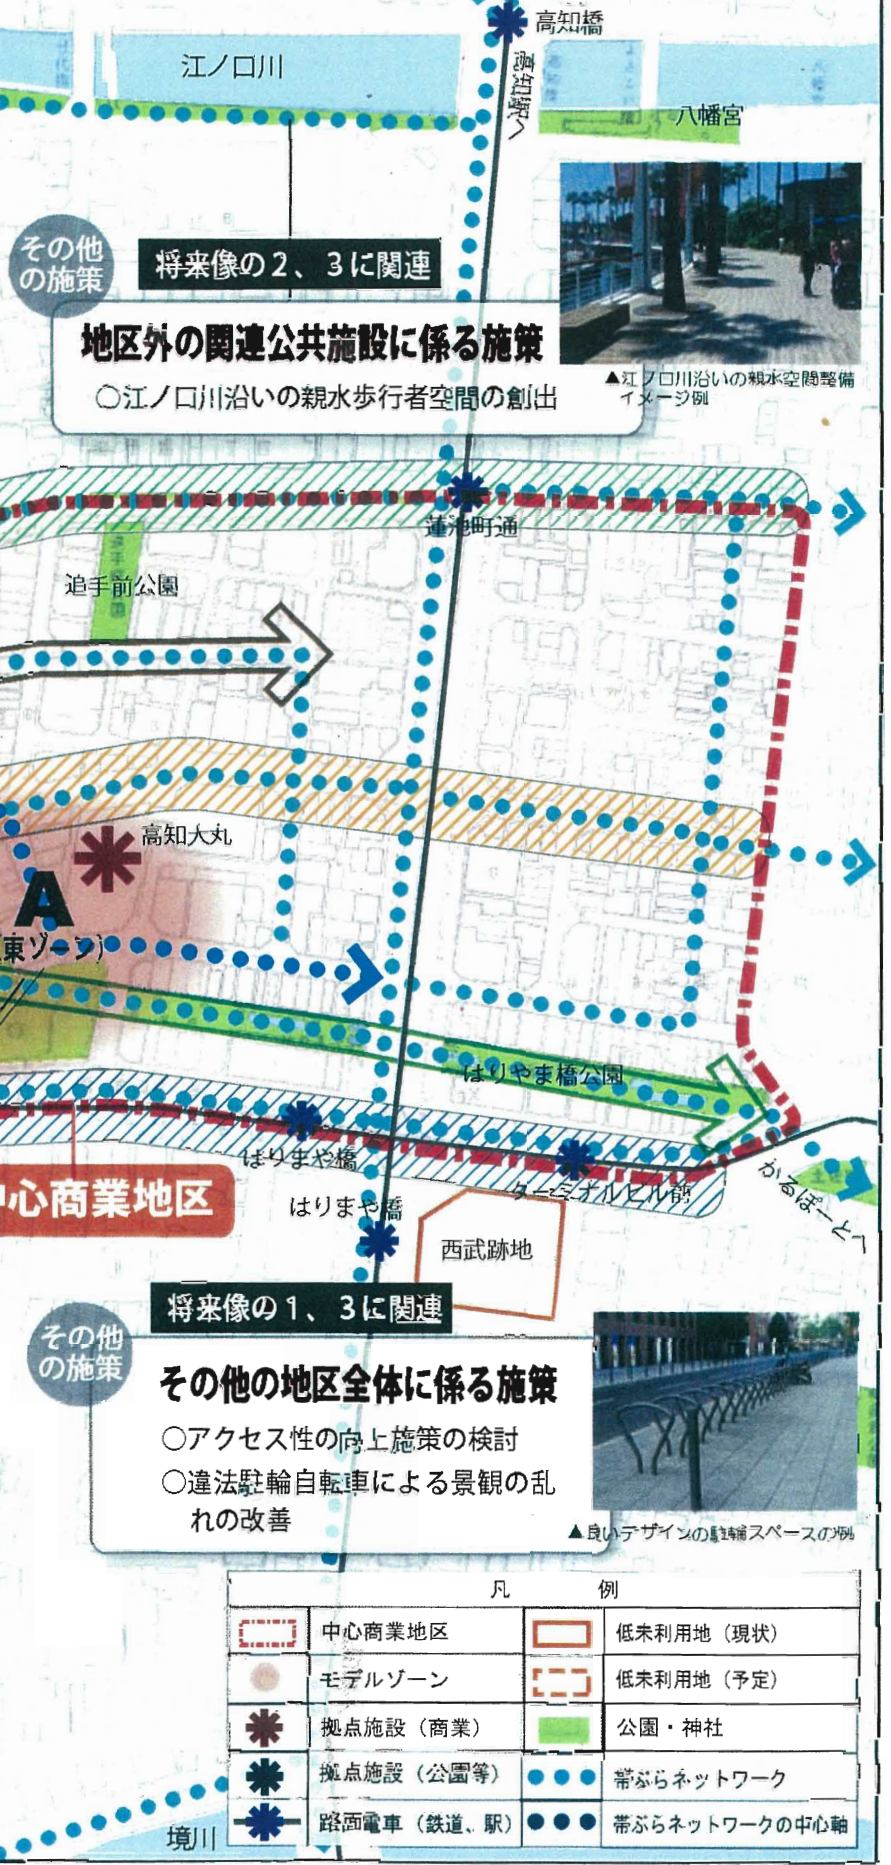 高知橋
江ノ口川
高知駅へ
八幡宮
その他
の施策
将来像の２、３に関連
地区外の関連公共施設に係る施策
○江ノ口川沿いの親水歩行者空間の創出
▲江ノ口川沿いの親水空間整備
イメージ例
蓮池町通
追手前公園
高知大丸
A
（東ゾーン）
はりやま橋公園
はりまや橋
ターミナルビル前
中心商業地区
はりまや橋
かるぽーとへ
西武跡地
将来像の１、３に関連
その他
の施策
その他の地区全体に係る施策
○アクセス性の向上施策の検討
○違法駐輪自転車による景観の乱
れの改善
▲良いデザインの駐輪スペースの例
凡　例
中心商業地区
低未利用地（現状）
モデルゾーン
低未利用地（予定）
拠点施設（商業）
公園・神社
拠点施設（公園等）
帯ぶらネットワーク
路面電車（鉄道、駅）
帯ぶらネットワークの中心軸
境川